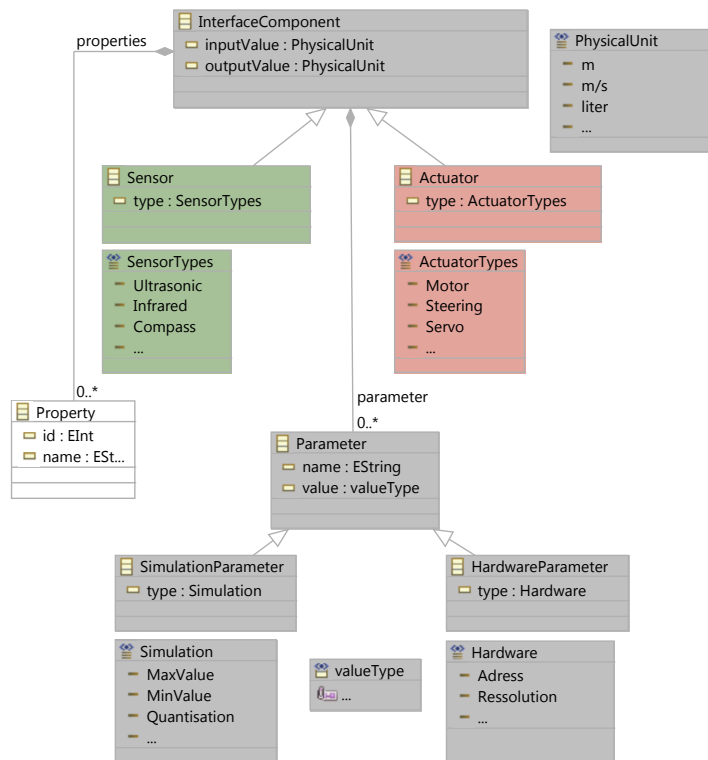 InterfaceComponent
inputValue : PhysicalUnit
outputValue : PhysicalUnit
properties
PhysicalUnit
m
m/s
liter
...
Sensor
type : SensorTypes
Actuator
type : ActuatorTypes
SensorTypes
Ultrasonic
Infrared
Compass
...
ActuatorTypes
Motor
Steering
Servo
...
0..*
Property
id : EInt
name : ESt...
parameter
0..*
Parameter
name : EString
value : valueType
SimulationParameter
type : Simulation
HardwareParameter
type : Hardware
Simulation
MaxValue
MinValue
Quantisation
...
valueType
...
Hardware
Adress
Ressolution
...